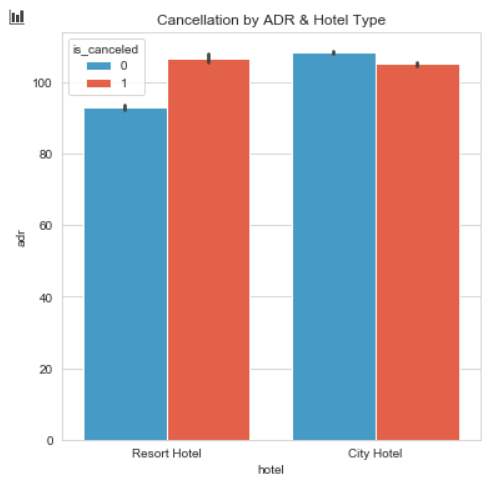 Cancellation by ADR & Hotel Type
is_canceled
0
1
100
80
60
40
20
0
adr
Resort Hotel
City Hotel
hotel